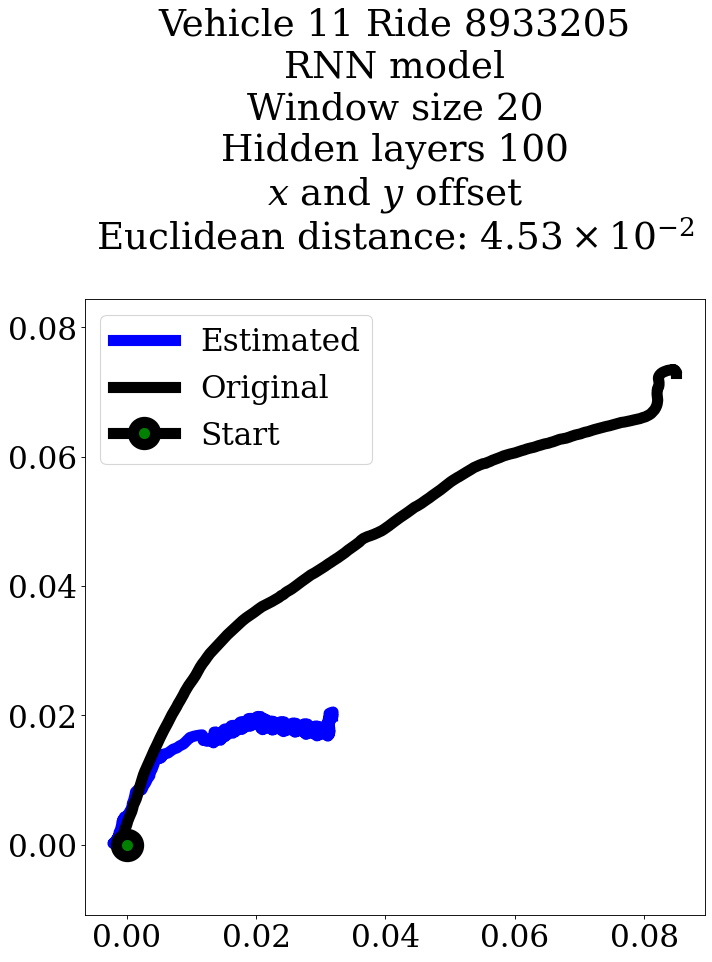 Vehicle 11 Ride 8933205
RNN model
Window size 20
Hidden layers 100
x and y offset
Euclidean distance: 4.53 × 10⁻²
Estimated
Original
Start
0.08
0.06
0.04
0.02
0.00
0.00 0.02 0.04 0.06 0.08